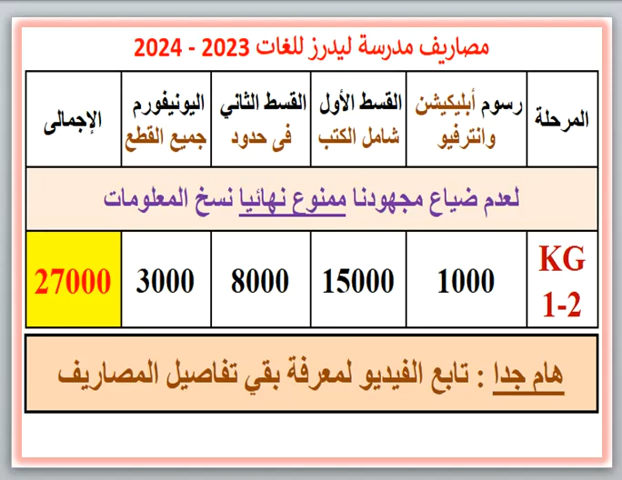 مصاريف مدرسة ليدرز للغات 2023 - 2024
المرحلة
رسوم أبليكيشن
وانترفيو
القسط الأول
شامل الكتب
القسط الثاني
فى حدود
اليونيفورم
جميع القطع
الإجمالى
لعدم ضياع مجهودنا ممنوع نهائيا نسخ المعلومات
KG
1-2
1000
15000
8000
3000
27000
هام جدا : تابع الفيديو لمعرفة بقي تفاصيل المصاريف